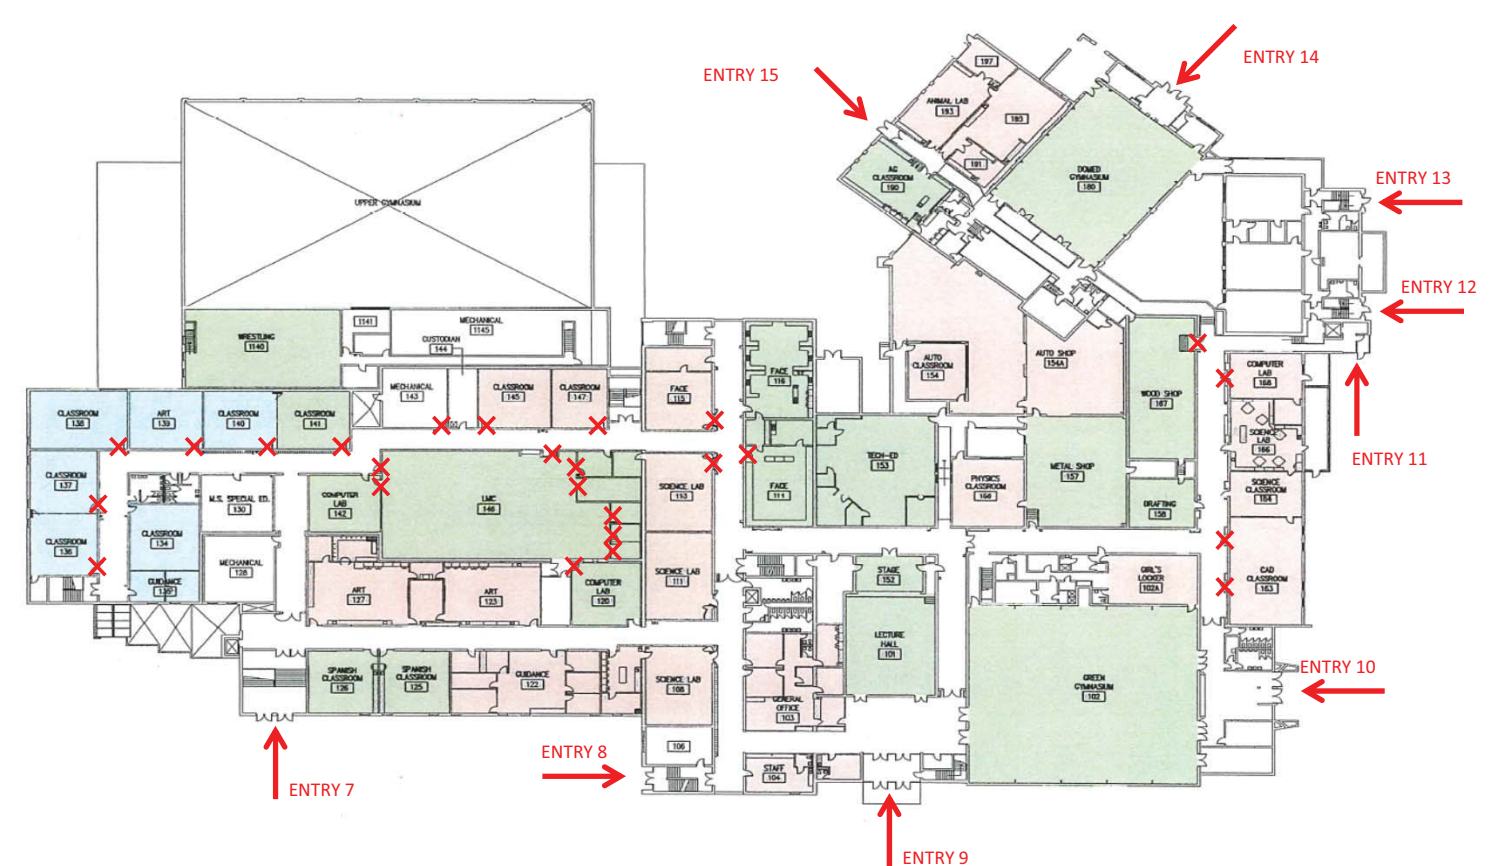 ENTRY 14
ENTRY 15
197
ANIMAL LAB
193
195
191
AG
CLASSROOM
190
DOMED
GYMNASIUM
180
ENTRY 13
UPPER GYMNASIUM
ENTRY 12
1141
MECHANICAL
1145
CUSTODIAN
144
WRESTLING
1140
MECHANICAL
143
CLASSROOM
145
CLASSROOM
147
FACE
115
FACE
116
AUTO
CLASSROOM
154
AUTO SHOP
154A
WOOD SHOP
167
COMPUTER
LAB
168
CLASSROOM
138
ART
139
CLASSROOM
140
CLASSROOM
141
SCIENCE
LAB
166
ENTRY 11
CLASSROOM
137
M.S. SPECIAL ED.
130
COMPUTER
LAB
142
LMC
146
SCIENCE LAB
113
FACE
114
TECH-ED
153
PHYSICS
CLASSROOM
156
METAL SHOP
157
DRAFTING
158
SCIENCE
CLASSROOM
164
CLASSROOM
136
CLASSROOM
134
MECHANICAL
128
GUIDANCE
ART
127
ART
123
COMPUTER
LAB
120
SCIENCE LAB
111
STAGE
152
GIRL'S
LOCKER
102A
CAD
CLASSROOM
163
LECTURE
HALL
101
SPANISH
CLASSROOM
126
SPANISH
CLASSROOM
125
GUIDANCE
122
SCIENCE LAB
108
GENERAL
OFFICE
103
GREEN
GYMNASIUM
102
ENTRY 10
106
ENTRY 8
STAFF
104
ENTRY 7
ENTRY 9